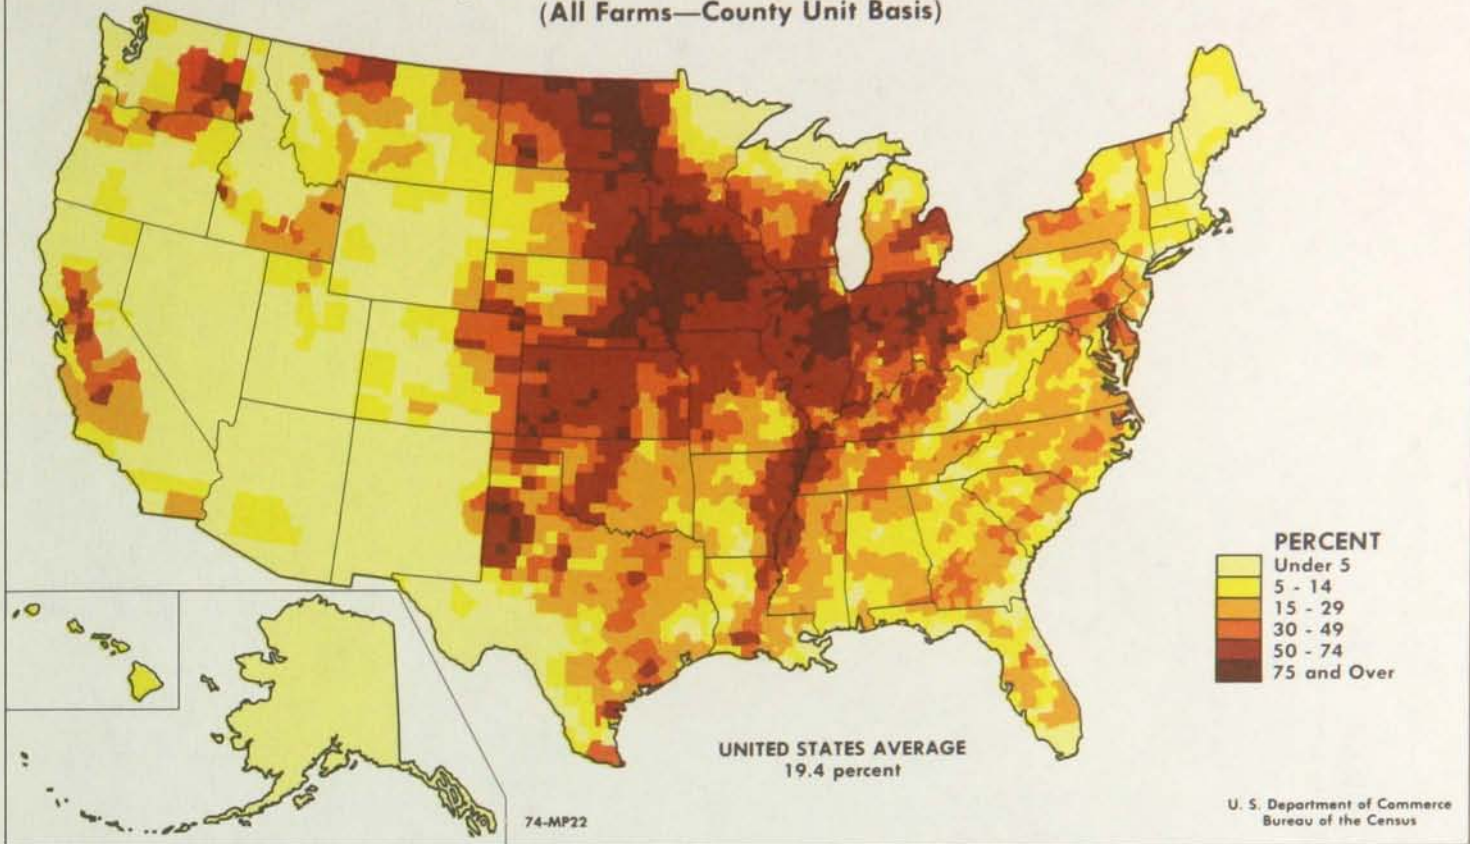 (All Farms—County Unit Basis)
PERCENT
Under 5
5 - 14
15 - 29
30 - 49
50 - 74
75 and Over
UNITED STATES AVERAGE
19.4 percent
74-MP22
U. S. Department of Commerce
Bureau of the Census